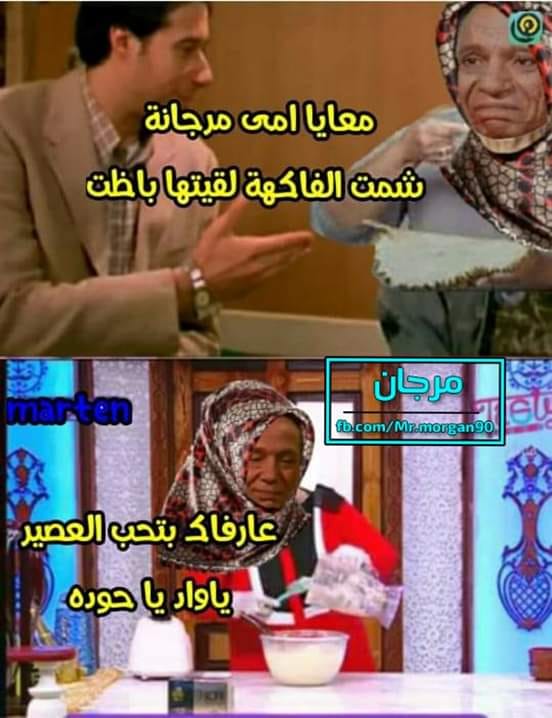 معايا امى مرجانة
شمت الفاكهة لقيتها باظت
marten
مرجان
fb.com/Mr.morgan90
عارفاك بتحب العصير
ياواد يا حوده